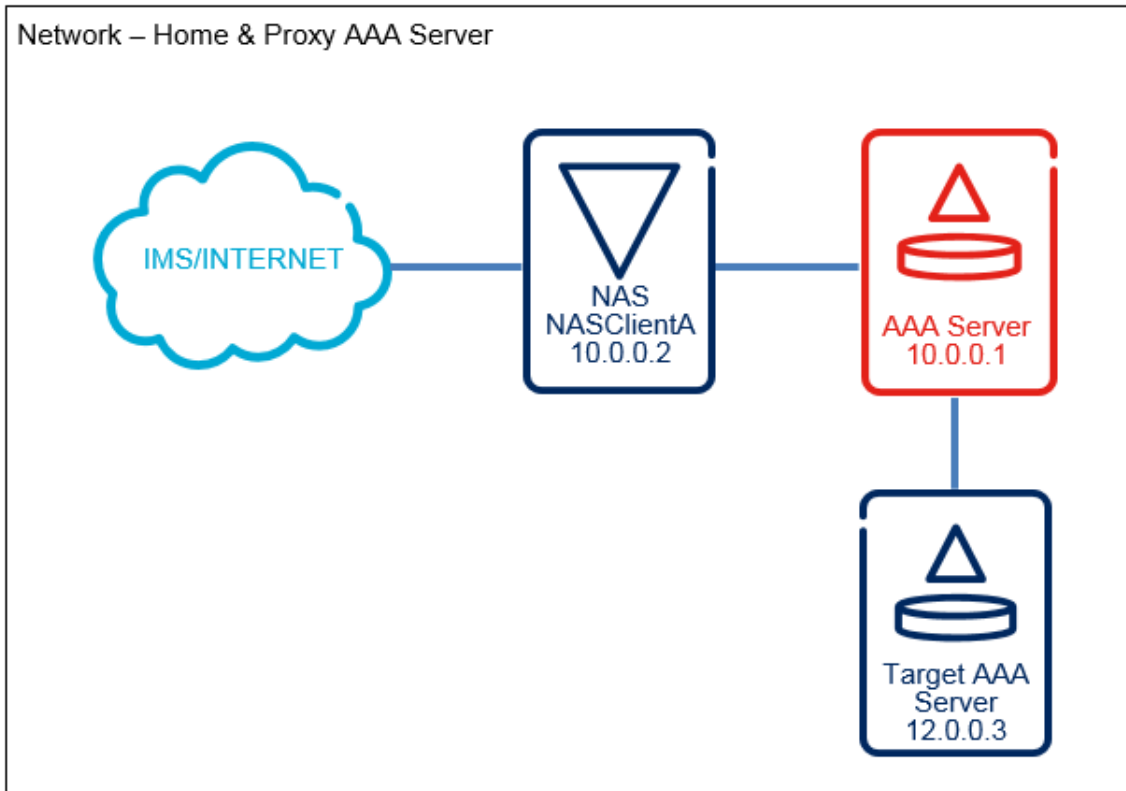 Network – Home & Proxy AAA Server
IMS/INTERNET
NAS
NASClientA
10.0.0.2
AAA Server
10.0.0.1
Target AAA
Server
12.0.0.3